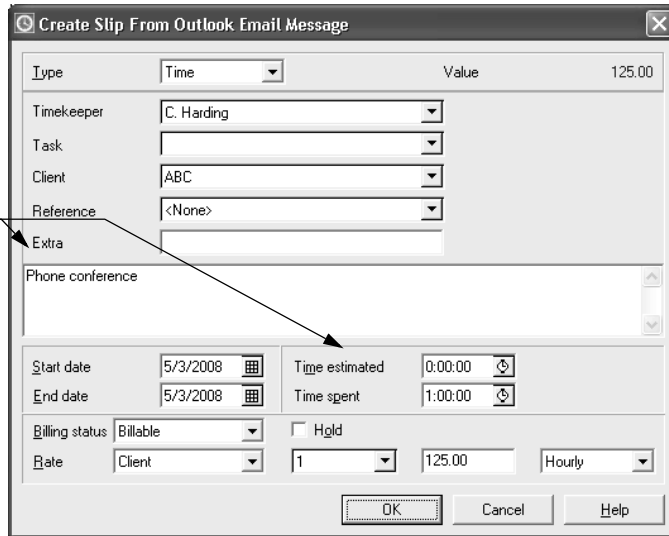 Create Slip From Outlook Email Message
Type Time Value 125.00
Timekeeper C. Harding
Task
Client ABC
Reference <None>
Extra
Phone conference
Start date 5/3/2008 Time estimated 0:00:00
End date 5/3/2008 Time spent 1:00:00
Billing status Billable Hold
Rate Client 1 125.00 Hourly
OK Cancel Help